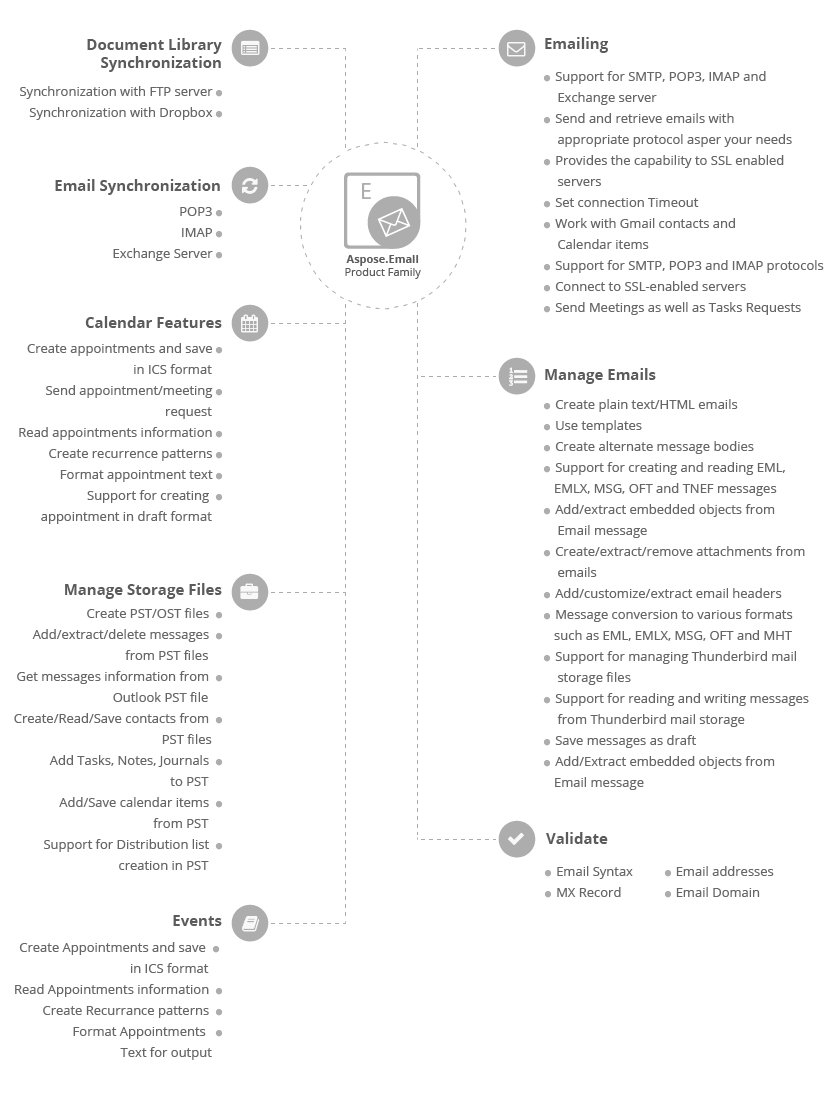 Document Library
Synchronization
Synchronization with FTP server
Synchronization with Dropbox
Email Synchronization
POP3
IMAP
Exchange Server
Calendar Features
Create appointments and save
in ICS format
Send appointment/meeting
request
Read appointments information
Create recurrence patterns
Format appointment text
Support for creating
appointment in draft format
Manage Storage Files
Create PST/OST files
Add/extract/delete messages
from PST files
Get messages information from
Outlook PST file
Create/Read/Save contacts from
PST files
Add Tasks, Notes, Journals
to PST
Add/Save calendar items
from PST
Support for Distribution list
creation in PST
Events
Create Appointments and save
in ICS format
Read Appointments information
Create Recurrance patterns
Format Appointments
Text for output
E
Aspose.Email
Product Family
Emailing
Support for SMTP, POP3, IMAP and
Exchange server
Send and retrieve emails with
appropriate protocol asper your needs
Provides the capability to SSL enabled
servers
Set connection Timeout
Work with Gmail contacts and
Calendar items
Support for SMTP, POP3 and IMAP protocols
Connect to SSL-enabled servers
Send Meetings as well as Tasks Requests
Manage Emails
Create plain text/HTML emails
Use templates
Create alternate message bodies
Support for creating and reading EML,
EMLX, MSG, OFT and TNEF messages
Add/extract embedded objects from
Email message
Create/extract/remove attachments from
emails
Add/customize/extract email headers
Message conversion to various formats
such as EML, EMLX, MSG, OFT and MHT
Support for managing Thunderbird mail
storage files
Support for reading and writing messages
from Thunderbird mail storage
Save messages as draft
Add/Extract embedded objects from
Email message
Validate
Email Syntax
Email addresses
MX Record
Email Domain